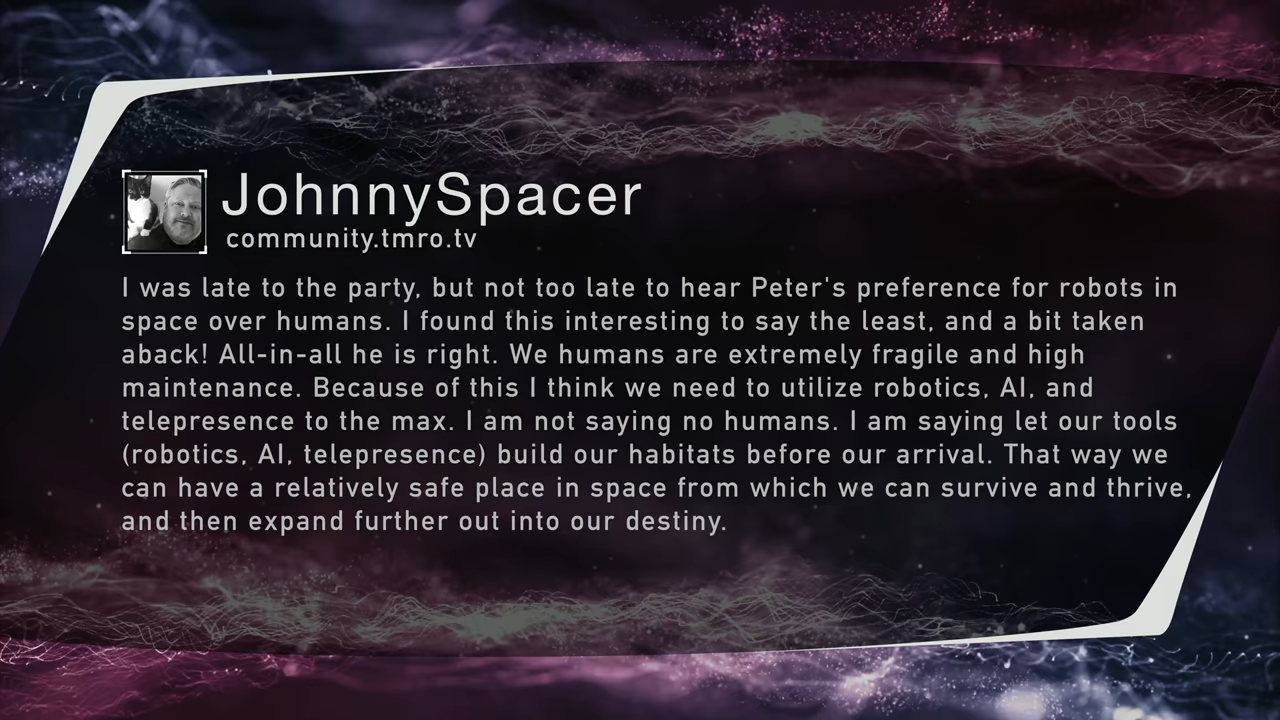 JohnnySpacer
community.tmro.tv
I was late to the party, but not too late to hear Peter's preference for robots in
space over humans. I found this interesting to say the least, and a bit taken
aback! All-in-all he is right. We humans are extremely fragile and high
maintenance. Because of this I think we need to utilize robotics, AI, and
telepresence to the max. I am not saying no humans. I am saying let our tools
(robotics, AI, telepresence) build our habitats before our arrival. That way we
can have a relatively safe place in space from which we can survive and thrive,
and then expand further out into our destiny.